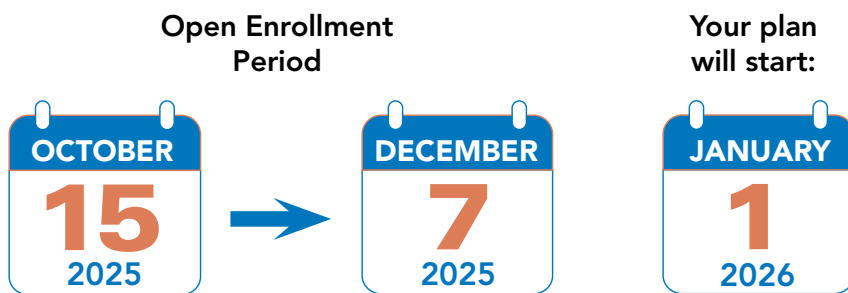 Open Enrollment
Period
Your plan
will start:
OCTOBER
15
2025
DECEMBER
7
2025
JANUARY
1
2026